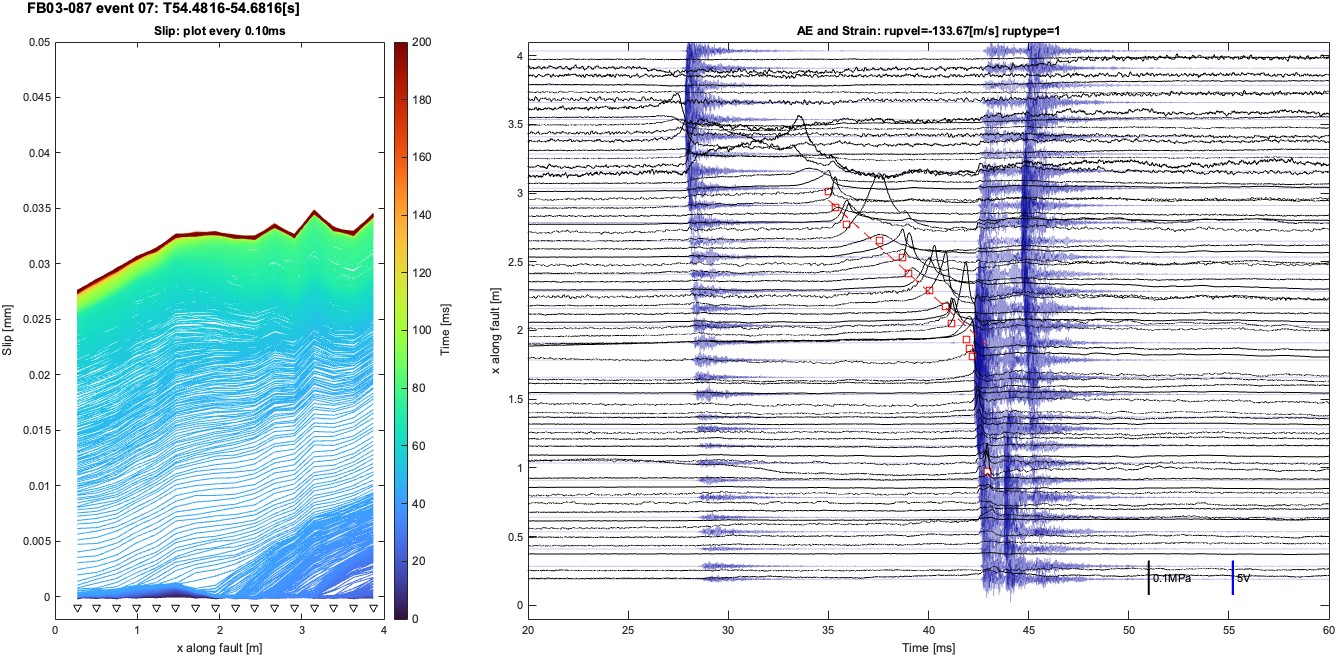 FB03-087 event 07: T54.4816-54.6816[s]
Slip: plot every 0.10ms
0.05
0.045
0.04
0.035
0.03
0.025
0.02
0.015
0.01
0.005
0
Slip [mm]
0 1 2 3 4
x along fault [m]
200
180
160
140
120
100
80
60
40
20
0
Time [ms]
AE and Strain: rupvel=-133.67[m/s] ruptype=1
4
3.5
3
2.5
2
1.5
1
0.5
0
x along fault [m]
0.1MPa 5V
20 25 30 35 40 45 50 55 60
Time [ms]